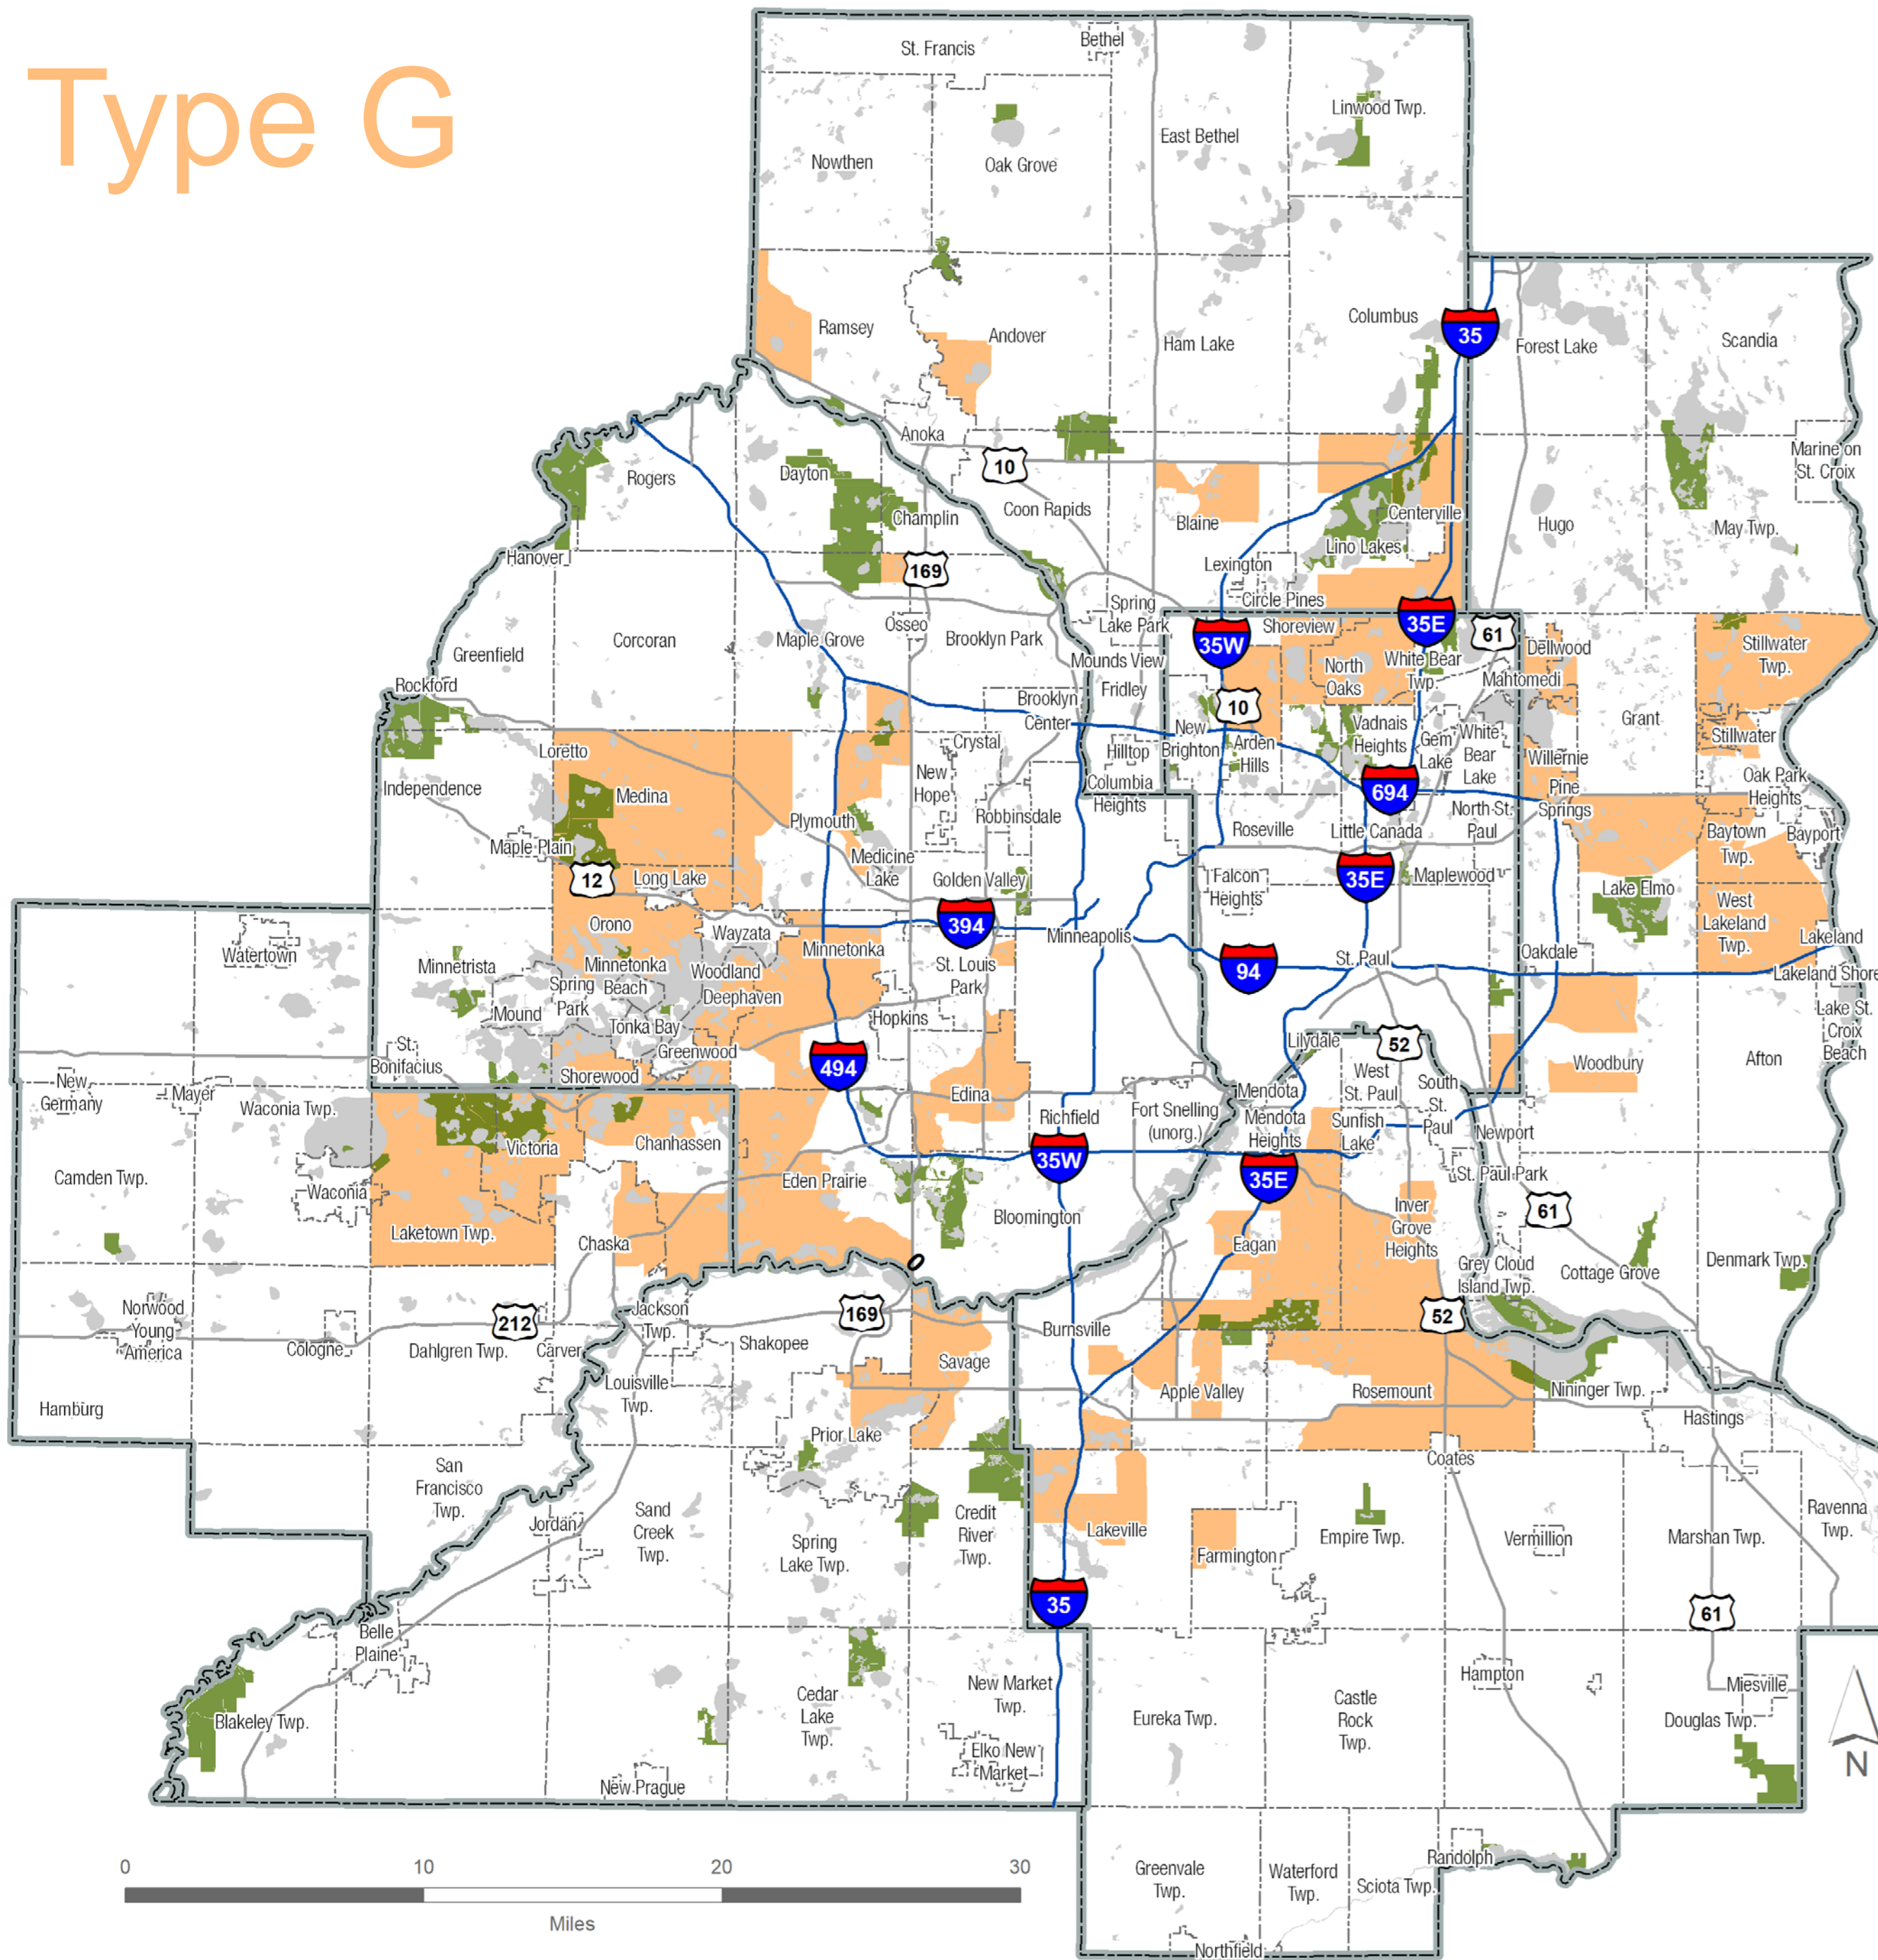 Type G
St. Francis
Bethel
Linwood Twp.
East Bethel
Nowthen
Oak Grove
Columbus
Ramsey
Andover
Ham Lake
35
Forest Lake
Scandia
Anoka
10
Marine on
St. Croix
Rogers
Dayton
Champlin
Coon Rapids
Blaine
Centerville
Hugo
May Twp.
Lino Lakes
Hanover
169
Lexington
Circle Pines
Spring
Lake Park
Osseo
35W
Shoreview
35E
61
Corcoran
Maple Grove
Brooklyn Park
Greenfield
Mounds View
North
Oaks
White Bear
Twp.
Dellwood
Stillwater
Twp.
Mahtomedi
Rockford
Brooklyn
Center
Fridley
10
Grant
Loretto
Crystal
Hilltop
New
Brighton
Arden
Hills
Vadnais
Heights
Gem
Lake
White
Bear
Lake
Stillwater
Willernie
Independence
Medina
New
Hope
Columbia
Heights
694
Pine
Springs
Oak Park
Heights
Plymouth
Robbinsdale
Roseville
Little Canada
North St.
Paul
Baytown
Twp.
Bayport
Maple Plain
Medicine
Lake
12
Long Lake
Golden Valley
Falcon
Heights
35E
Maplewood
Lake Elmo
West
Lakeland
Twp.
Orono
Wayzata
394
Minneapolis
Lakeland
Watertown
Minnetonka
94
St. Paul
Oakdale
Minnetrista
Minnetonka
Beach
Woodland
St. Louis
Park
Lakeland Shore
Spring
Park
Deephaven
Mound
Tonka Bay
Hopkins
Lake St.
Croix
Beach
St.
Bonifacius
Greenwood
494
Lilydale
52
Woodbury
Afton
Shorewood
New
Germany
Mayer
Waconia Twp.
Edina
Richfield
Fort Snelling
(unorg.)
Mendota
West
St. Paul
South
St.
Paul
Mendota
Heights
Sunfish
Lake
Newport
Victoria
Chanhassen
35W
35E
St. Paul Park
Camden Twp.
Waconia
Eden Prairie
Bloomington
Inver
Grove
Heights
61
Laketown Twp.
Chaska
Eagan
Grey Cloud
Island Twp.
Cottage Grove
Denmark Twp.
Norwood
Young
America
Cologne
212
Dahlgren Twp.
Carver
Jackson
Twp.
Shakopee
169
Savage
Burnsville
52
Louisville
Twp.
Hamburg
Prior Lake
Apple Valley
Rosemount
Nininger Twp.
Hastings
San
Francisco
Twp.
Coates
Jordan
Sand
Creek
Twp.
Spring
Lake Twp.
Credit
River
Twp.
Lakeville
Farmington
Empire Twp.
Vermillion
Marshan Twp.
Ravenna
Twp.
35
61
Belle
Plaine
Blakeley Twp.
Cedar
Lake
Twp.
New Market
Twp.
Elko New
Market
Eureka Twp.
Castle
Rock
Twp.
Hampton
Miesville
Douglas Twp.
New Prague
N
0 10 20 30
Miles
Greenvale
Twp.
Waterford
Twp.
Sciota Twp.
Randolph
Northfield